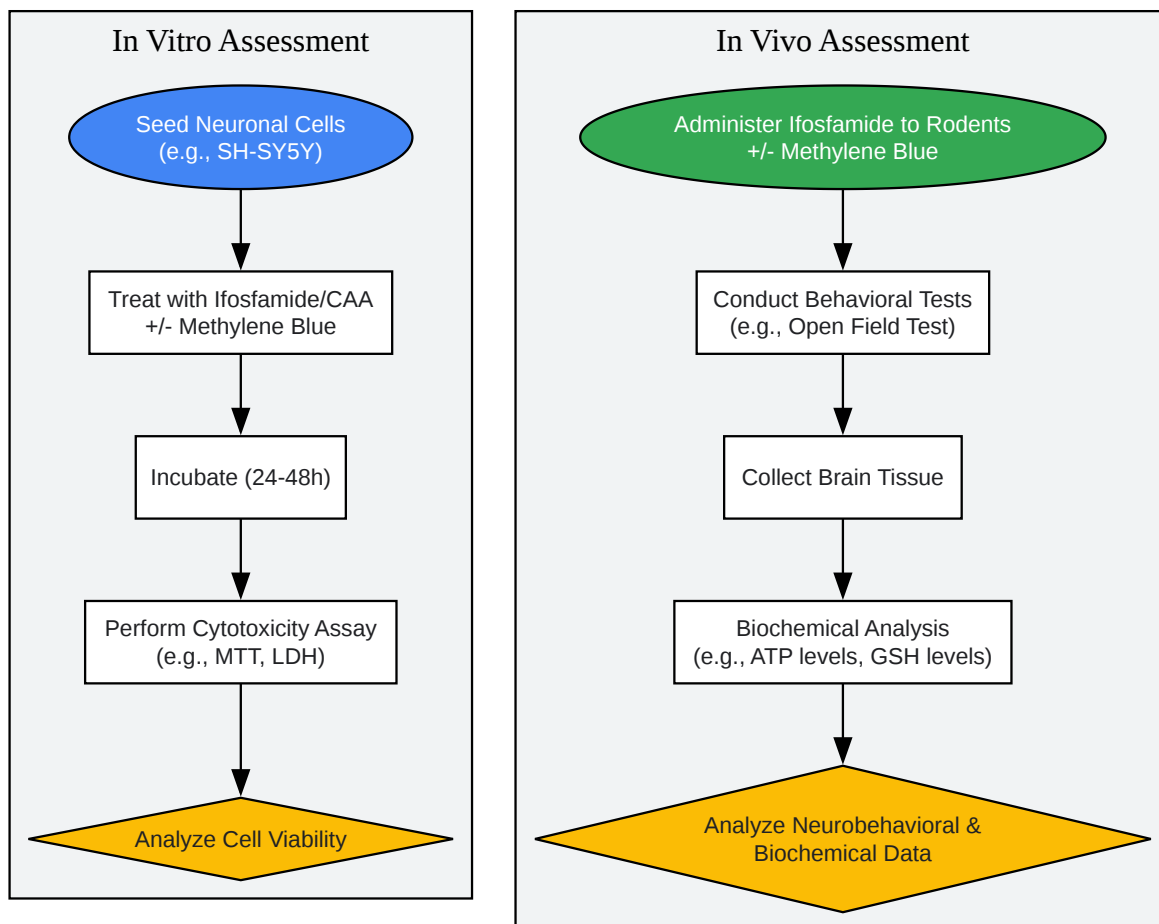 In Vitro Assessment
Seed Neuronal Cells
(e.g., SH-SY5Y)
Treat with Ifosfamide/CAA
+/- Methylene Blue
Incubate (24-48h)
Perform Cytotoxicity Assay
(e.g., MTT, LDH)
Analyze Cell Viability
In Vivo Assessment
Administer Ifosfamide to Rodents
+/- Methylene Blue
Conduct Behavioral Tests
(e.g., Open Field Test)
Collect Brain Tissue
Biochemical Analysis
(e.g., ATP levels, GSH levels)
Analyze Neurobehavioral &
Biochemical Data